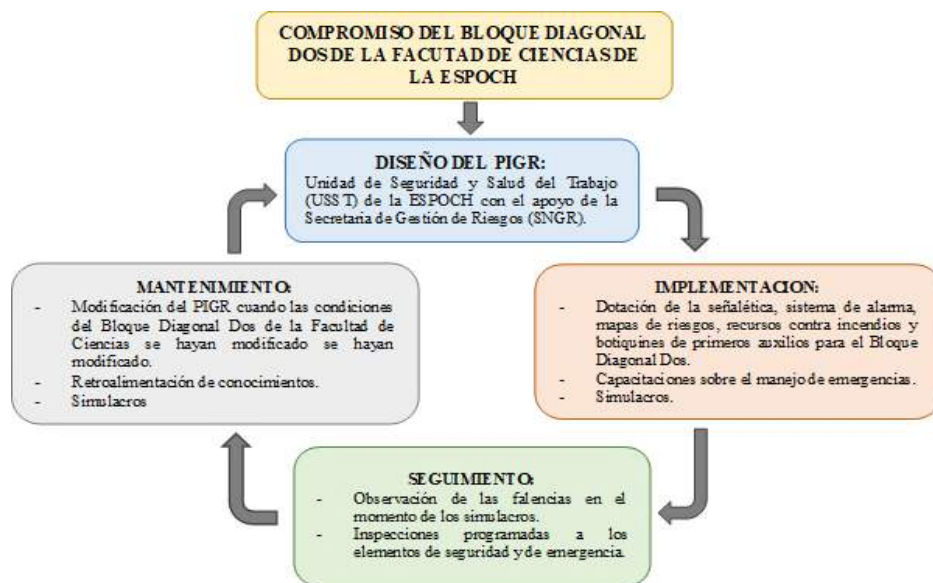 COMPROMISO DEL BLOQUE DIAGONAL
DOS DE LA FACUTAD DE CIENCIAS DE
LA ESPOCH
DISEÑO DEL PIGR:
Unidad de Seguridad y Salud del Trabajo
(USST) de la ESPOCH con el apoyo de la
Secretaria de Gestión de Riesgos (SNGR).
MANTENIMIENTO:
- Modificación del PIGR cuando las condiciones
del Bloque Diagonal Dos de la Facultad de
Ciencias se hayan modificado se hayan
modificado.
- Retroalimentación de conocimientos.
- Simulacros
IMPLEMENTACION:
- Dotación de la señalética, sistema de alarma,
mapas de riesgos, recursos contra incendios y
botiquines de primeros auxilios para el Bloque
Diagonal Dos.
- Capacitaciones sobre el manejo de emergencias.
- Simulacros.
SEGUIMIENTO:
- Observación de las falencias en el
momento de los simulacros.
- Inspecciones programadas a los
elementos de seguridad y de emergencia.